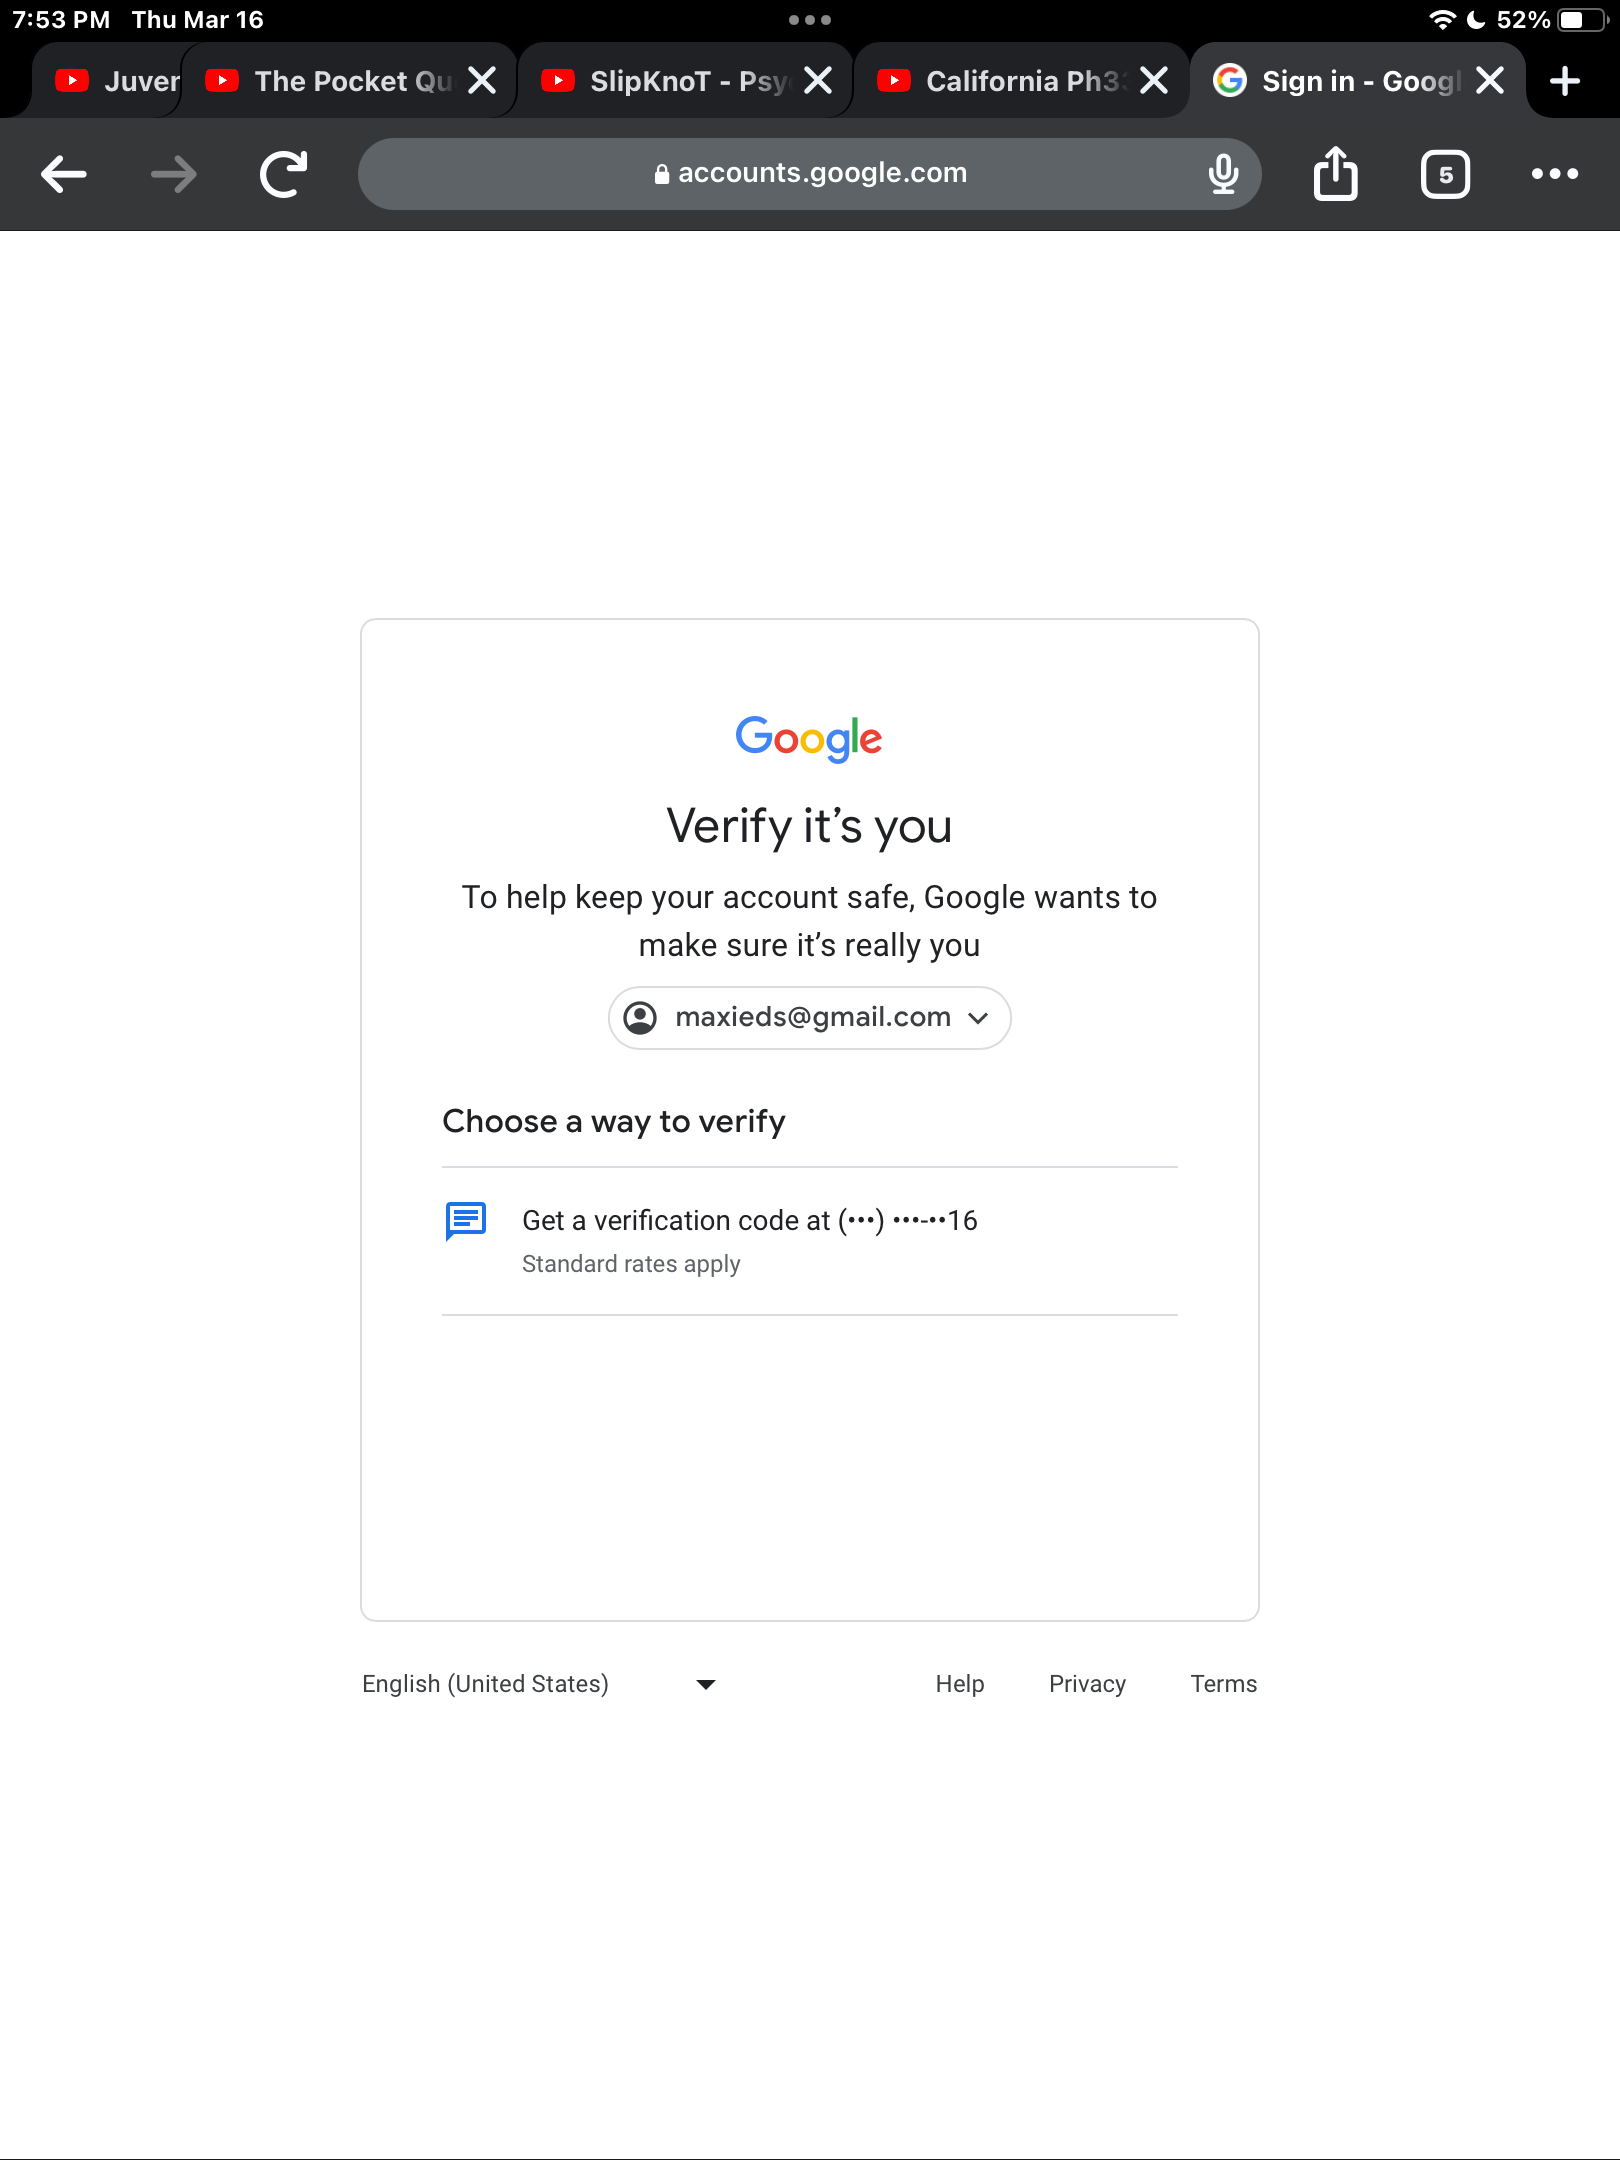 7:53 PM Thu Mar 16
52%
Juver
The Pocket Qu
SlipKnoT - Psy
California Ph33
Sign in - Googl
accounts.google.com
5
Google
Verify it’s you
To help keep your account safe, Google wants to
make sure it’s really you
maxieds@gmail.com
Choose a way to verify
Get a verification code at (•••) •••-••16
Standard rates apply
English (United States)
Help Privacy Terms